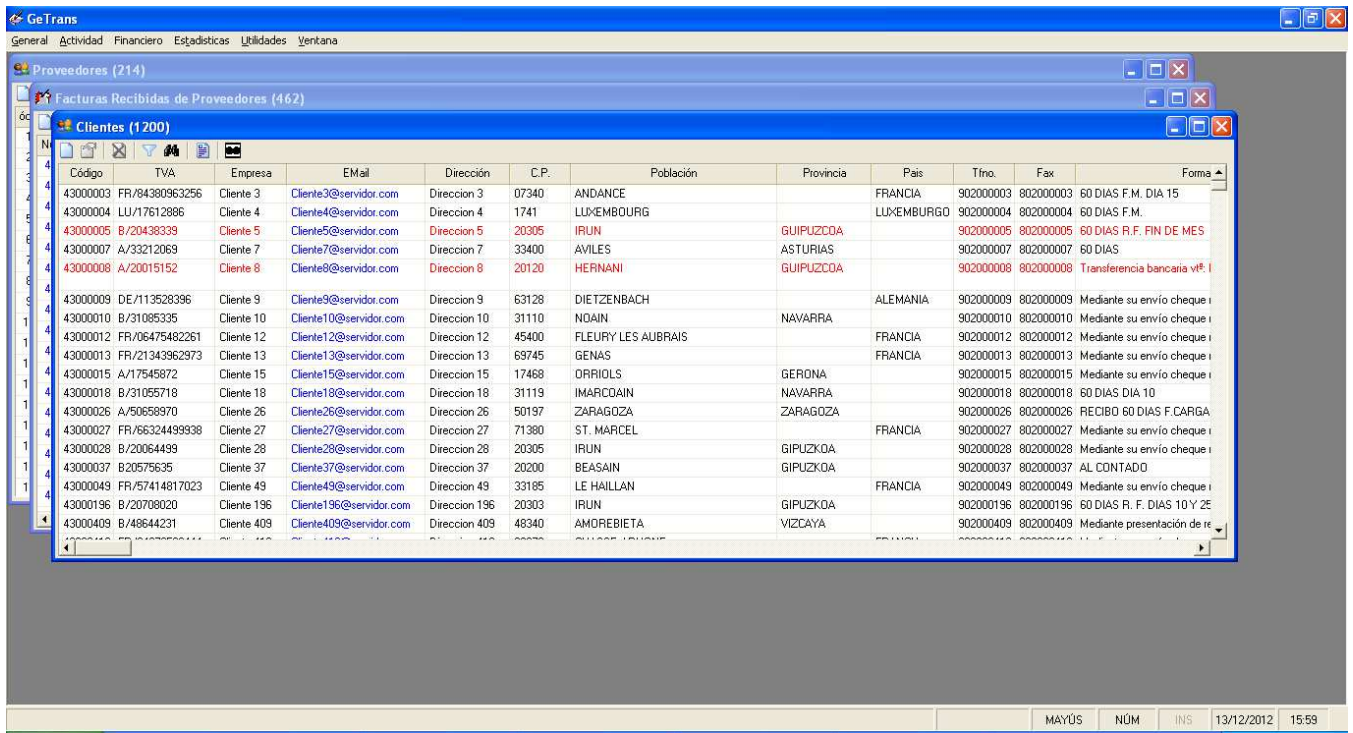 GeTrans
General Actividad Financiero Estadisticas Utilidades Ventana
Proveedores (214)
Facturas Recibidas de Proveedores (462)
Clientes (1200)
Código TVA Empresa EMail Dirección C.P. Población Provincia Pais Tfno. Fax Forma
43000003 FR/84380963256 Cliente 3 Cliente3@servidor.com Direccion 3 07340 ANDANCE FRANCIA 902000003 802000003 60 DIAS F.M. DIA 15
43000004 LU/17612886 Cliente 4 Cliente4@servidor.com Direccion 4 1741 LUXEMBOURG LUXEMBURGO 902000004 802000004 60 DIAS F.M.
43000005 B/20438339 Cliente 5 Cliente5@servidor.com Direccion 5 20305 IRUN GUIPUZCOA 902000005 802000005 60 DIAS R.F. FIN DE MES
43000007 A/33212069 Cliente 7 Cliente7@servidor.com Direccion 7 33400 AVILES ASTURIAS 902000007 802000007 60 DIAS
43000008 A/20015152 Cliente 8 Cliente8@servidor.com Direccion 8 20120 HERNANI GUIPUZCOA 902000008 802000008 Transferencia bancaria vtº:
43000009 DE/113528396 Cliente 9 Cliente9@servidor.com Direccion 9 63128 DIETZENBACH ALEMANIA 902000009 802000009 Mediante su envío cheque
43000010 B/31085335 Cliente 10 Cliente10@servidor.com Direccion 10 31110 NOAIN NAVARRA 902000010 802000010 Mediante su envío cheque
43000012 FR/06475482261 Cliente 12 Cliente12@servidor.com Direccion 12 45400 FLEURY LES AUBRAIS FRANCIA 902000012 802000012 Mediante su envío cheque
43000013 FR/21343962973 Cliente 13 Cliente13@servidor.com Direccion 13 69745 GENAS FRANCIA 902000013 802000013 Mediante su envío cheque
43000015 A/17545872 Cliente 15 Cliente15@servidor.com Direccion 15 17468 ORRIOLS GERONA 902000015 802000015 Mediante su envío cheque
43000018 B/31055718 Cliente 18 Cliente18@servidor.com Direccion 18 31119 IMARCOAIN NAVARRA 902000018 802000018 60 DIAS DIA 10
43000026 A/50658970 Cliente 26 Cliente26@servidor.com Direccion 26 50197 ZARAGOZA ZARAGOZA 902000026 802000026 RECIBO 60 DIAS F.CARGA
43000027 FR/66324499938 Cliente 27 Cliente27@servidor.com Direccion 27 71380 ST. MARCEL FRANCIA 902000027 802000027 Mediante su envío cheque
43000028 B/20064499 Cliente 28 Cliente28@servidor.com Direccion 28 20305 IRUN GIPUZKOA 902000028 802000028 Mediante su envío cheque
43000037 B20575635 Cliente 37 Cliente37@servidor.com Direccion 37 20200 BEASAIN GIPUZKOA 902000037 802000037 AL CONTADO
43000049 FR/57414817023 Cliente 49 Cliente49@servidor.com Direccion 49 33185 LE HAILLAN FRANCIA 902000049 802000049 Mediante su envío cheque
43000196 B/20708020 Cliente 196 Cliente196@servidor.com Direccion 196 20303 IRUN GIPUZKOA 902000196 802000196 60 DIAS R. F. DIAS 10 Y 25
43000409 B/48644231 Cliente 409 Cliente409@servidor.com Direccion 409 48340 AMOREBIETA VIZCAYA 902000409 802000409 Mediante presentación de re
MAYÚS NÚM INS 13/12/2012 15:59